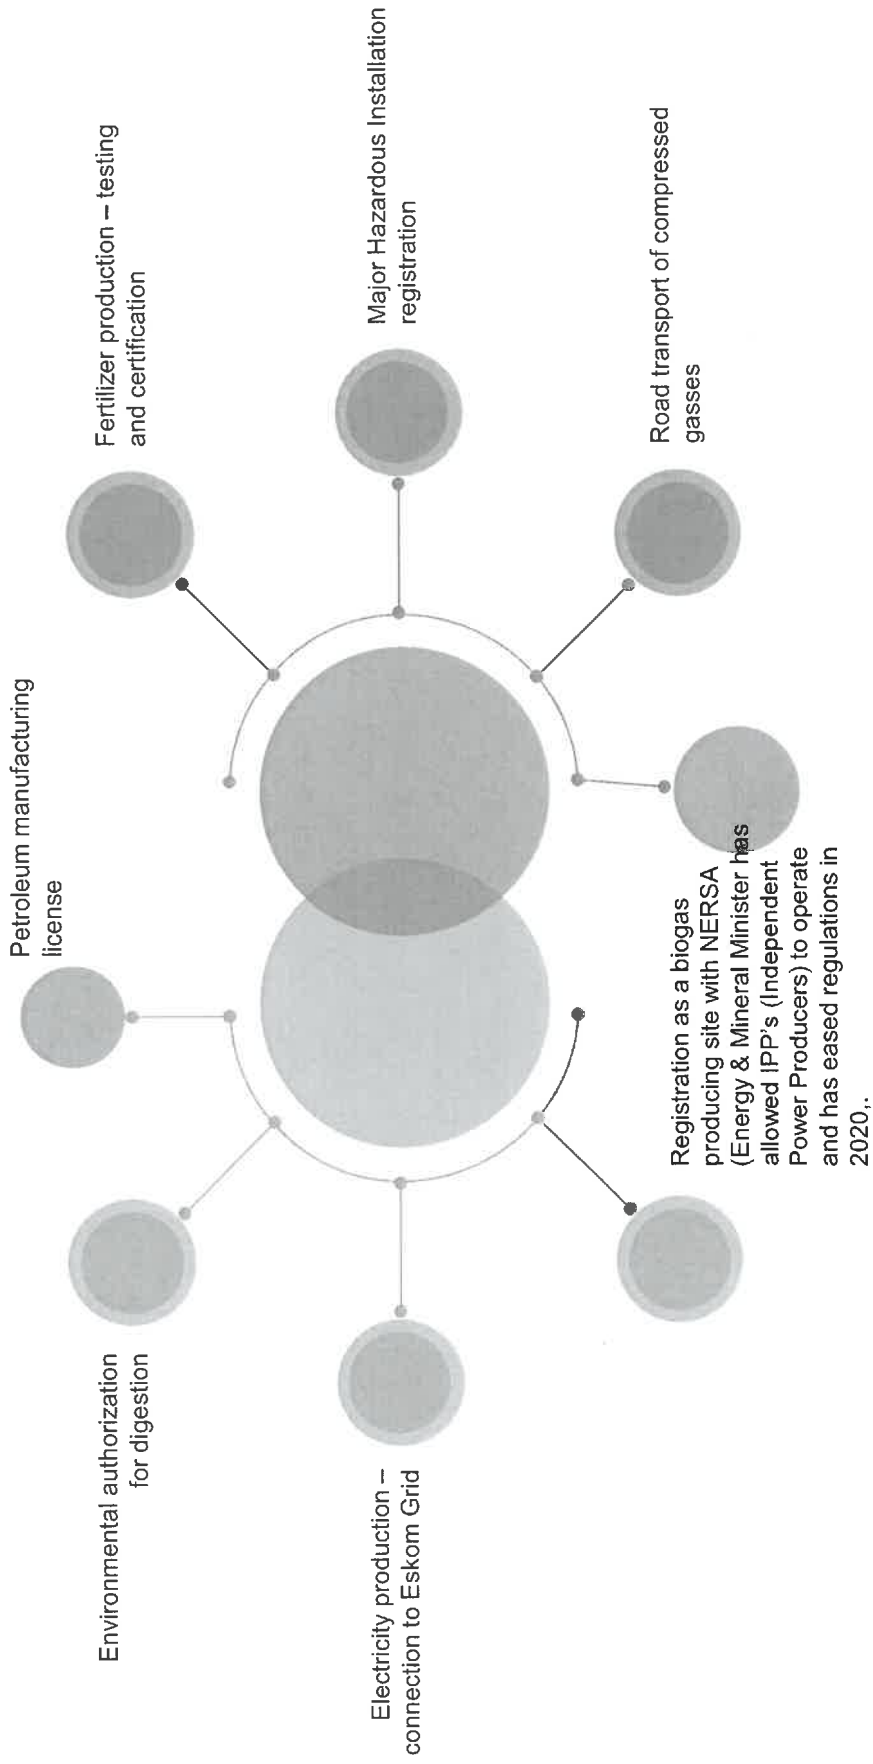 Petroleum manufacturing
license
Environmental authorization
for digestion
Fertilizer production – testing
and certification
Electricity production –
connection to Eskom Grid
Major Hazardous Installation
registration
Registration as a biogas
producing site with NERSA
(Energy & Mineral Minister has
allowed IPP's (Independent
Power Producers) to operate
and has eased regulations in
2020,.
Road transport of compressed
gasses